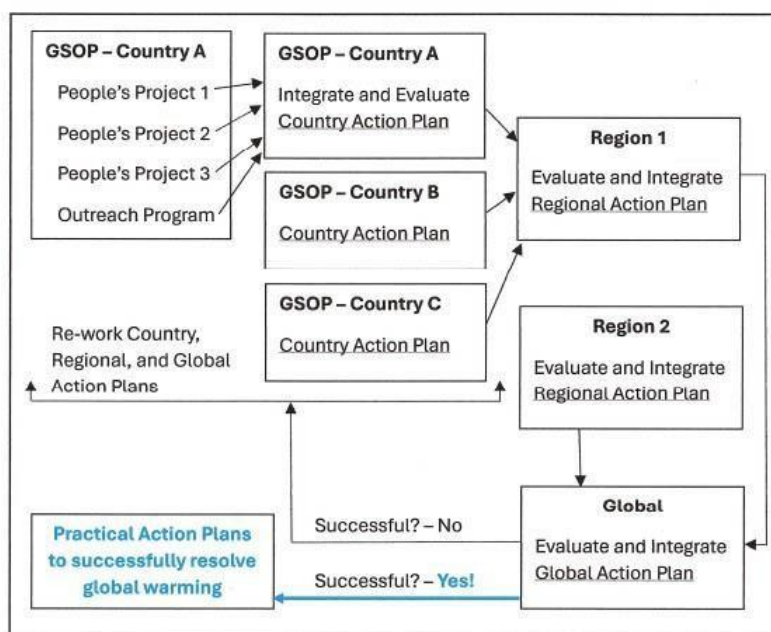 GSOP – Country A
People's Project 1
People's Project 2
People's Project 3
Outreach Program
GSOP – Country A
Integrate and Evaluate
Country Action Plan
GSOP – Country B
Country Action Plan
GSOP – Country C
Country Action Plan
Region 1
Evaluate and Integrate
Regional Action Plan
Region 2
Evaluate and Integrate
Regional Action Plan
Re-work Country,
Regional, and Global
Action Plans
Global
Evaluate and Integrate
Global Action Plan
Successful? – No
Successful? – Yes!
Practical Action Plans
to successfully resolve
global warming